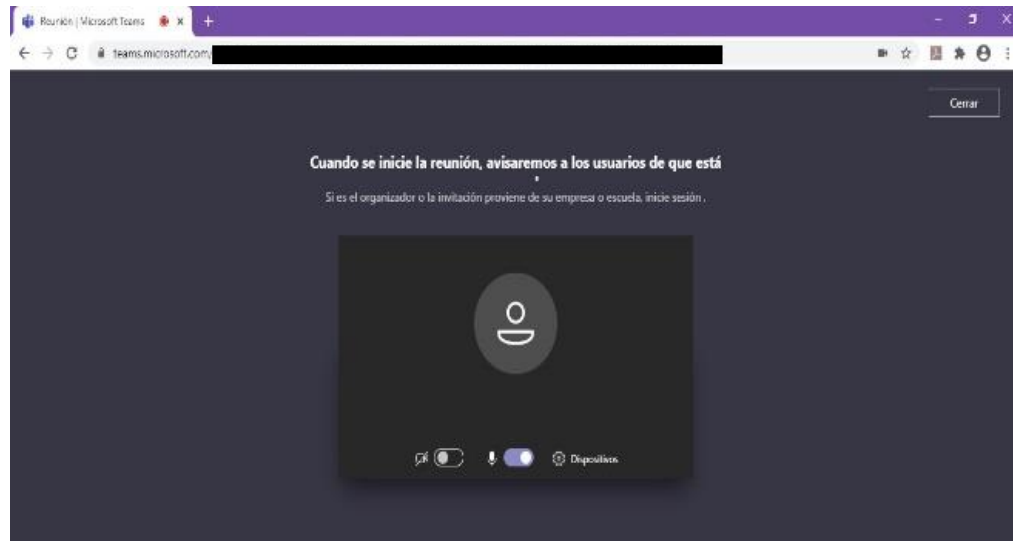 Reunión | Microsoft Teams
teams.microsoft.com/
Cerrar
Cuando se inicie la reunión, avisaremos a los usuarios de que está
Si es el organizador o la invitación proviene de su empresa o escuela, inicie sesión .
Dispositivos